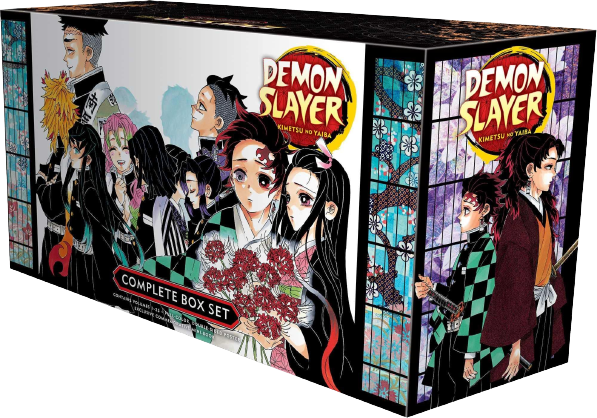 DEMON
SLAYER
KIMETSU NO YAIBA
COMPLETE BOX SET
DEMON
SLAYER
KIMETSU NO YAIBA